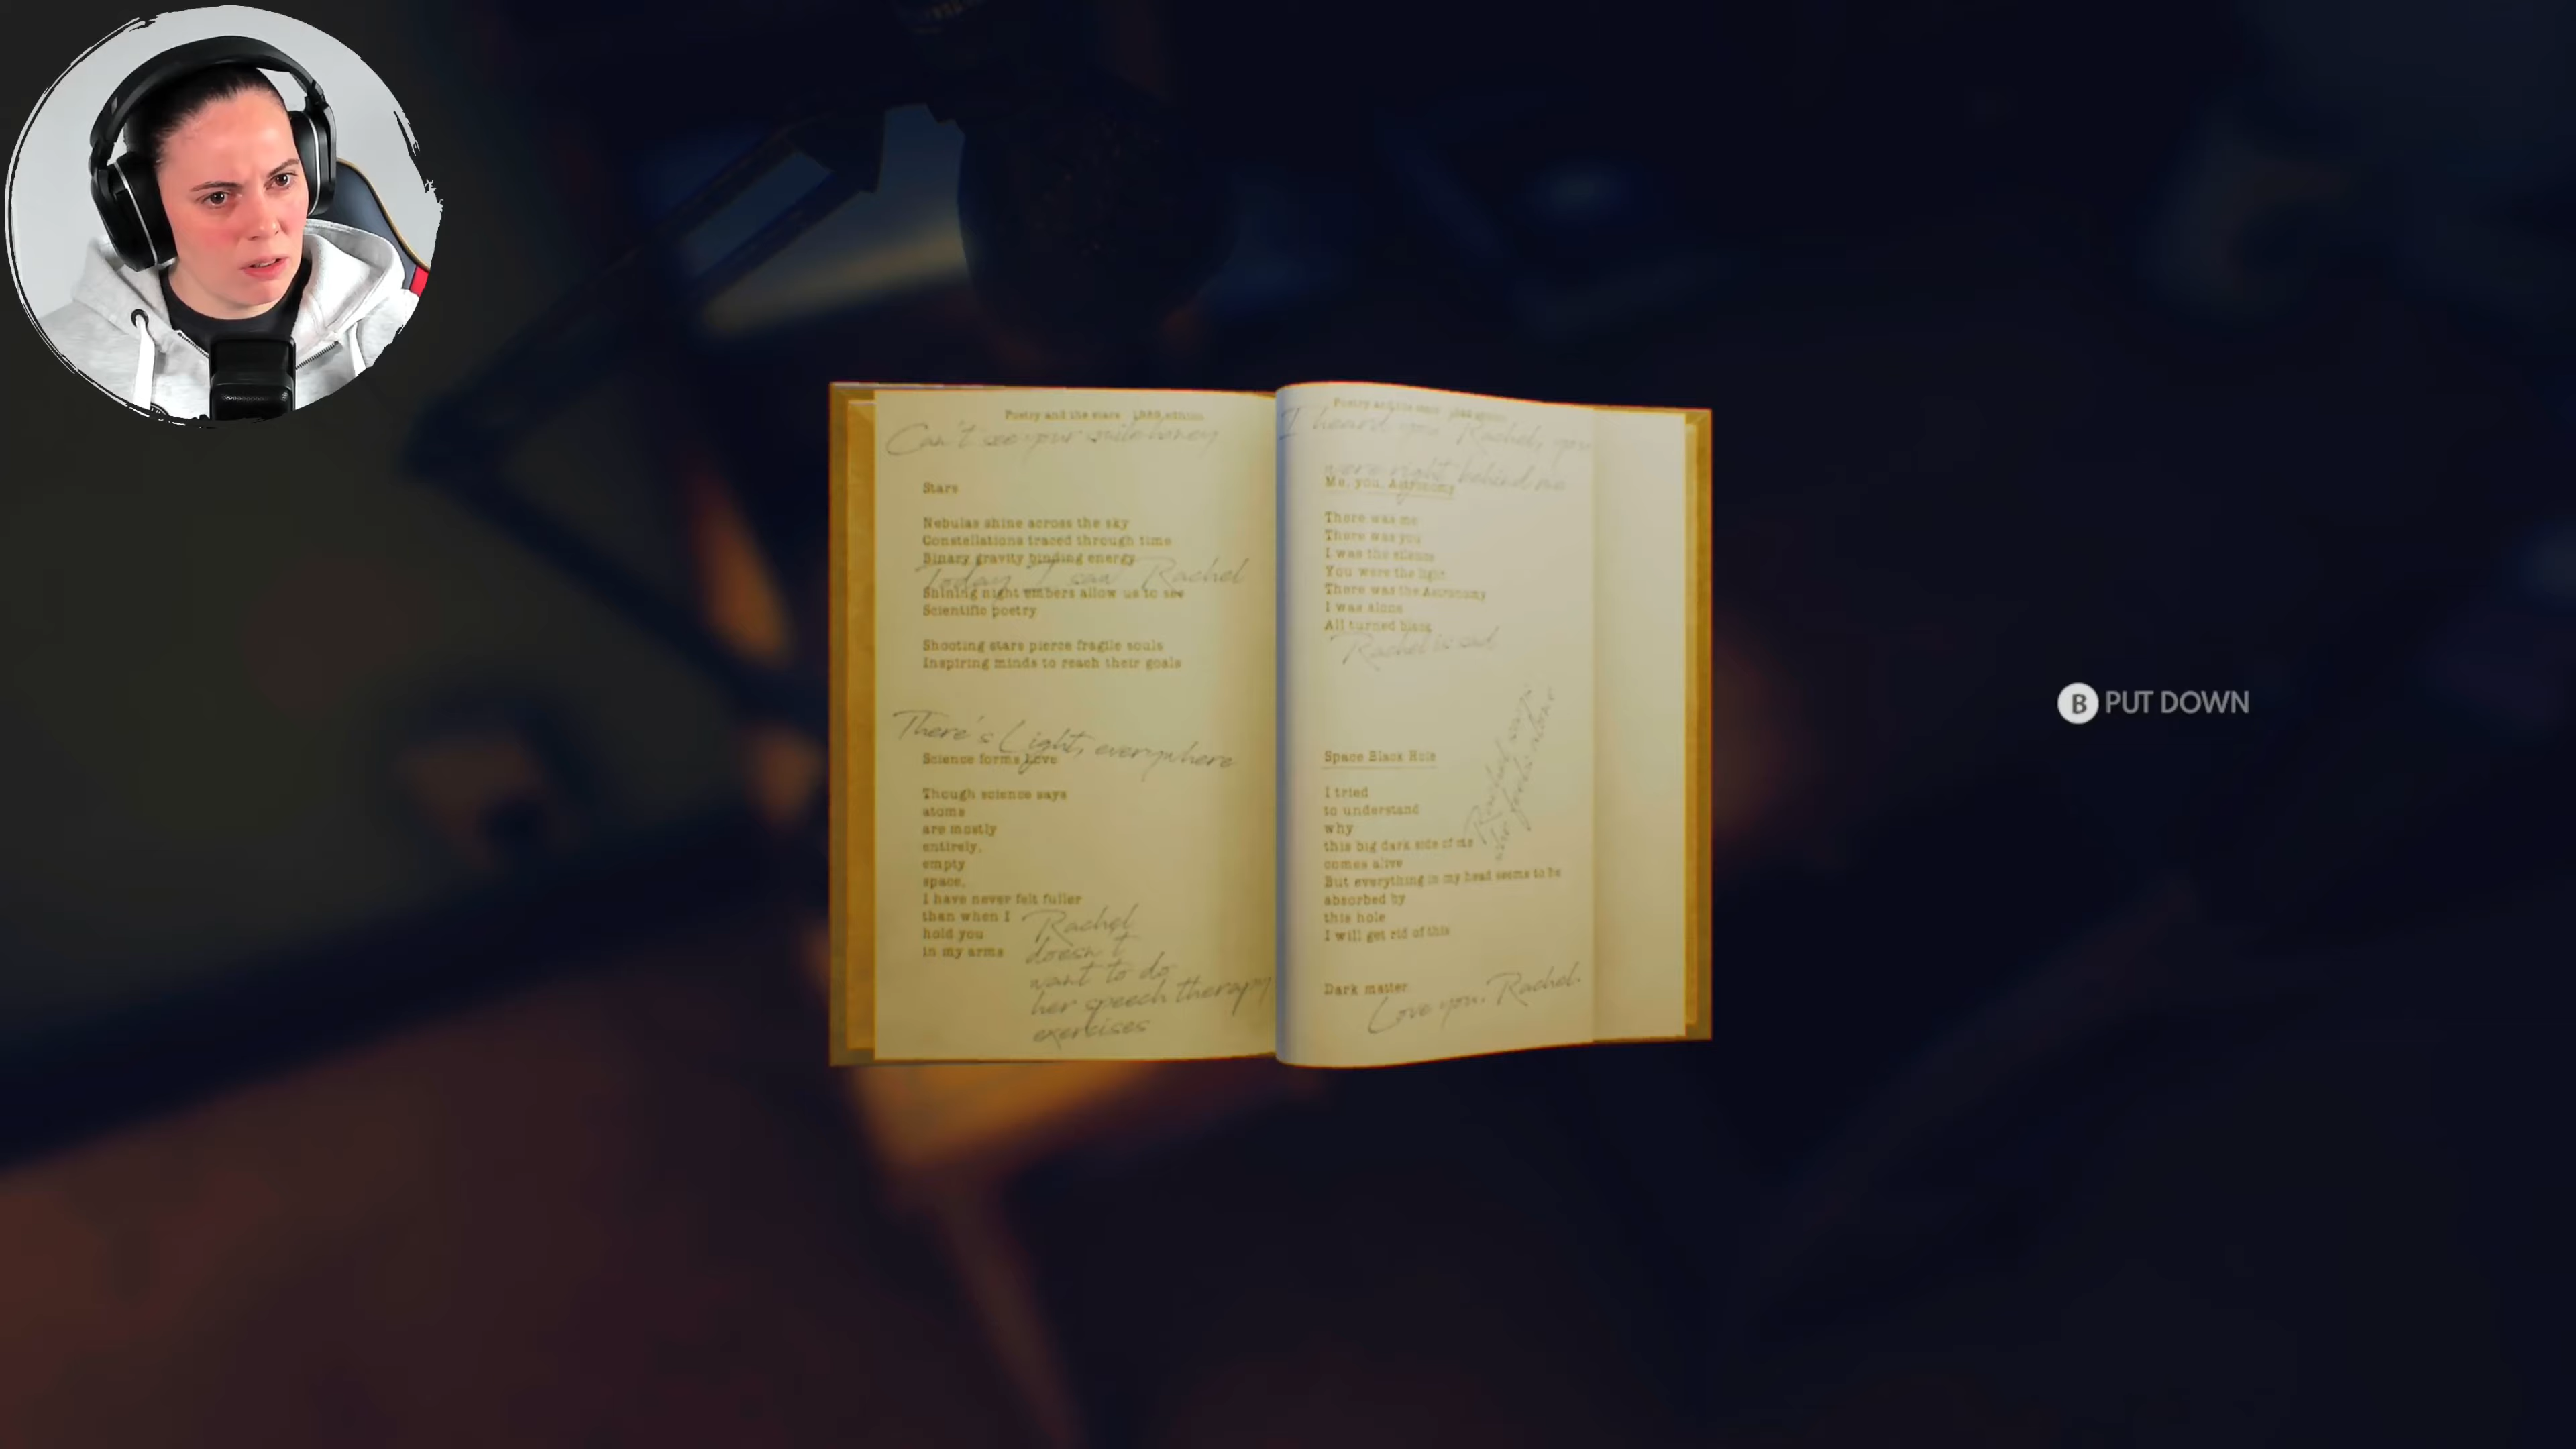 Poetry and the stars 1989 edition
Can't see your smile honey
Stars
Nebulas shine across the sky
Constellations traced through time
Binary gravity binding energy
Today I saw Rachel
Shining night embers allow us to see
Scientific poetry
Shooting stars pierce fragile souls
Inspiring minds to reach their goals
There's Light, everywhere
Science forms Love
Though science says
atoms
are mostly
entirely,
empty
space,
I have never felt fuller
than when I
hold you
in my arms
Rachel
doesn't
want to do
her speech therapy
exercises
Poetry and the stars
I heard you Rachel, you
were right behind me
Me, you, Astronomy
There was me
There was you
I was the silence
You were the light
There was the Astronomy
I was alone
All turned black
Rachel is sad
Rachel says
she feels alone
Space Black Hole
I tried
to understand
why
this big dark side of me
comes alive
But everything in my head seems to be
absorbed by
this hole
I will get rid of this
Dark matter
Love you, Rachel.
B PUT DOWN